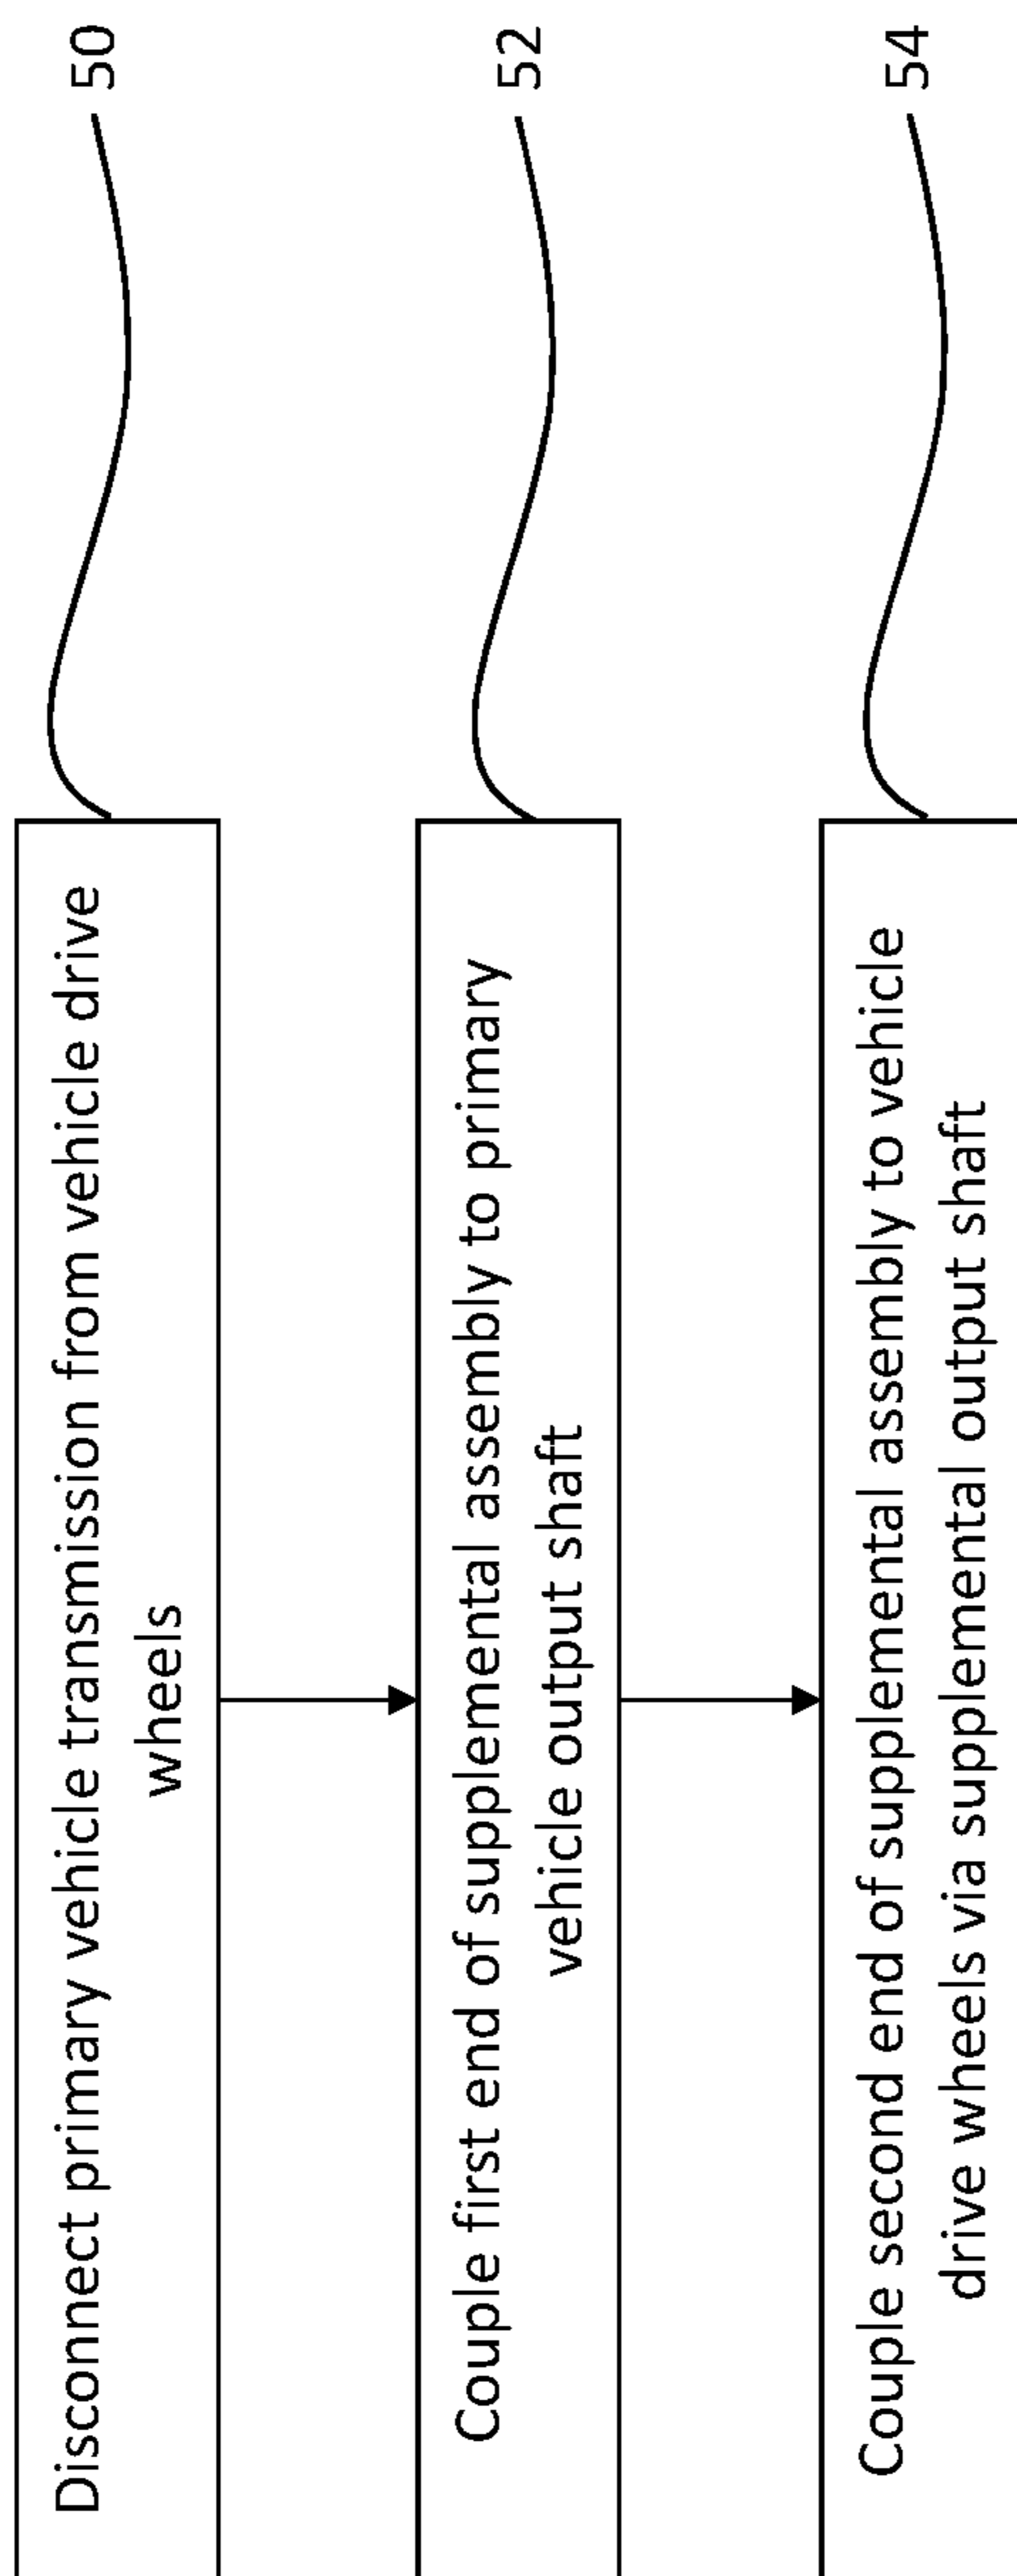 Disconnect primary vehicle transmission from vehicle drive
wheels
50
Couple first end of supplemental assembly to primary
vehicle output shaft
52
Couple second end of supplemental assembly to vehicle
drive wheels via supplemental output shaft
54